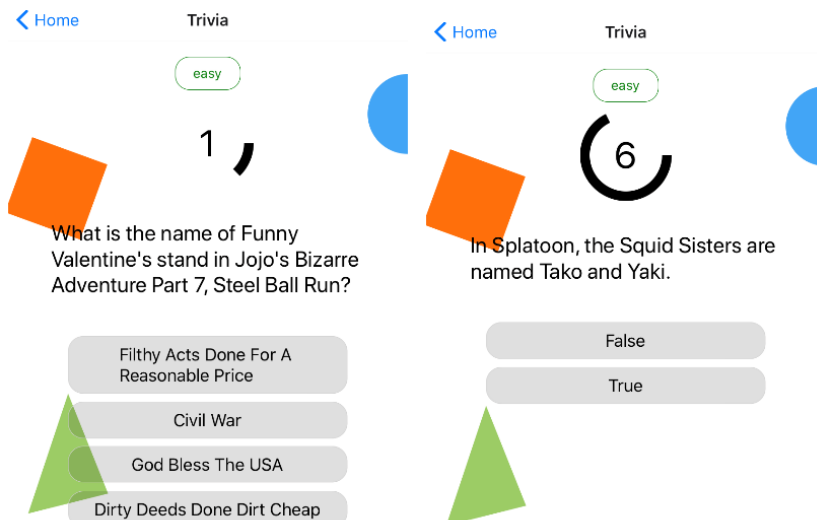 Home
Trivia
easy
1
What is the name of Funny
Valentine's stand in Jojo's Bizarre
Adventure Part 7, Steel Ball Run?
Filthy Acts Done For A
Reasonable Price
Civil War
God Bless The USA
Dirty Deeds Done Dirt Cheap
Home
Trivia
easy
6
In Splatoon, the Squid Sisters are
named Tako and Yaki.
False
True